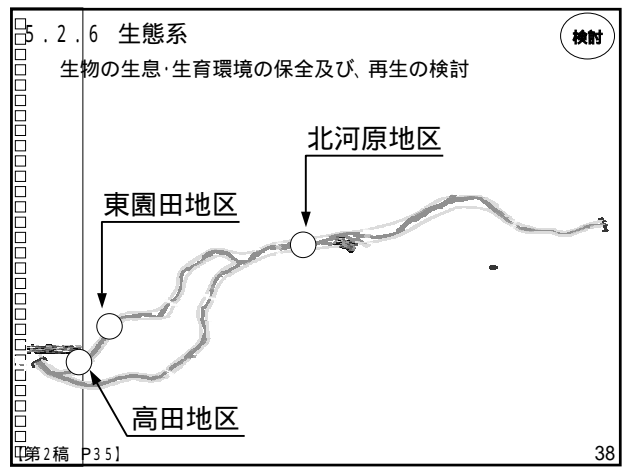 5.2.6 生態系
検討
生物の生息・生育環境の保全及び、再生の検討
北河原地区
東園田地区
高田地区
【第2稿 P35】
38